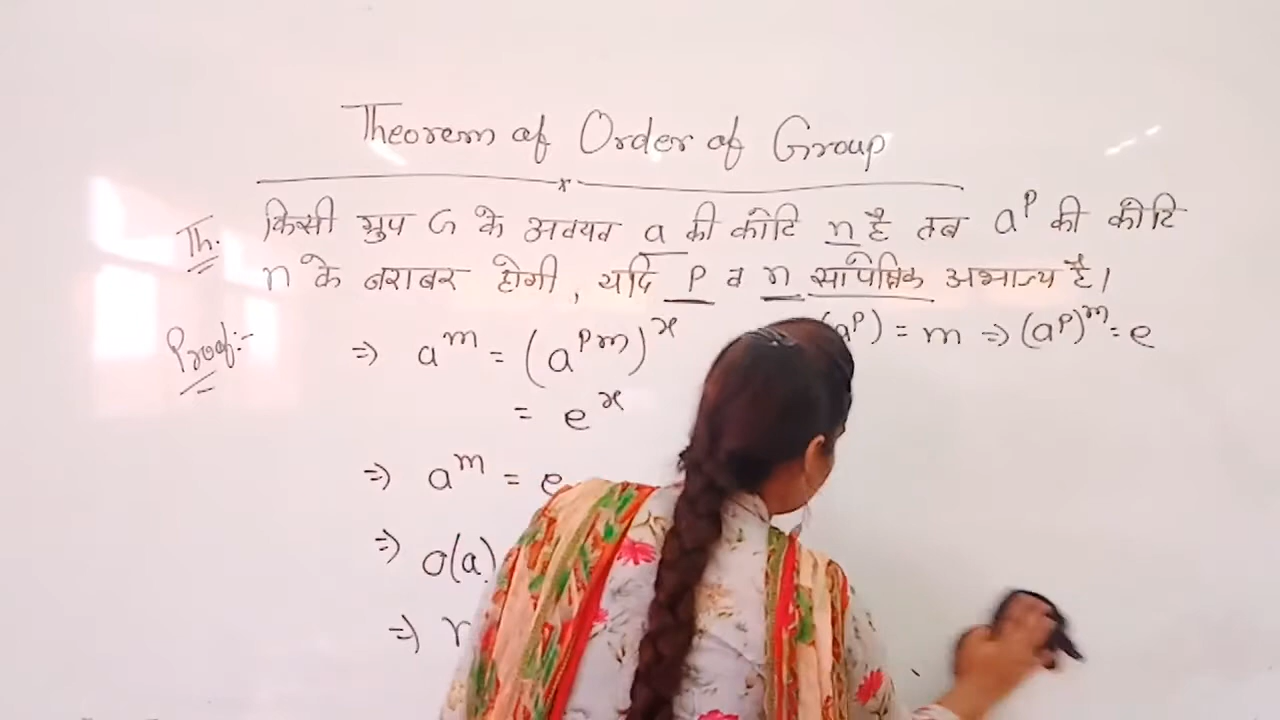 Theorem of Order of Group
Th. किसी ग्रुप G के अवयव a की कोटि n है तब a^p की कोटि
n के बराबर होगी, यदि p व n सापेक्षिक अभाज्य है।
Proof:-
(a^p) = m ⇒ (a^p)^m = e
⇒ a^m = (a^{pm})^x
= e^x
⇒ a^m = e
⇒ o(a)
⇒